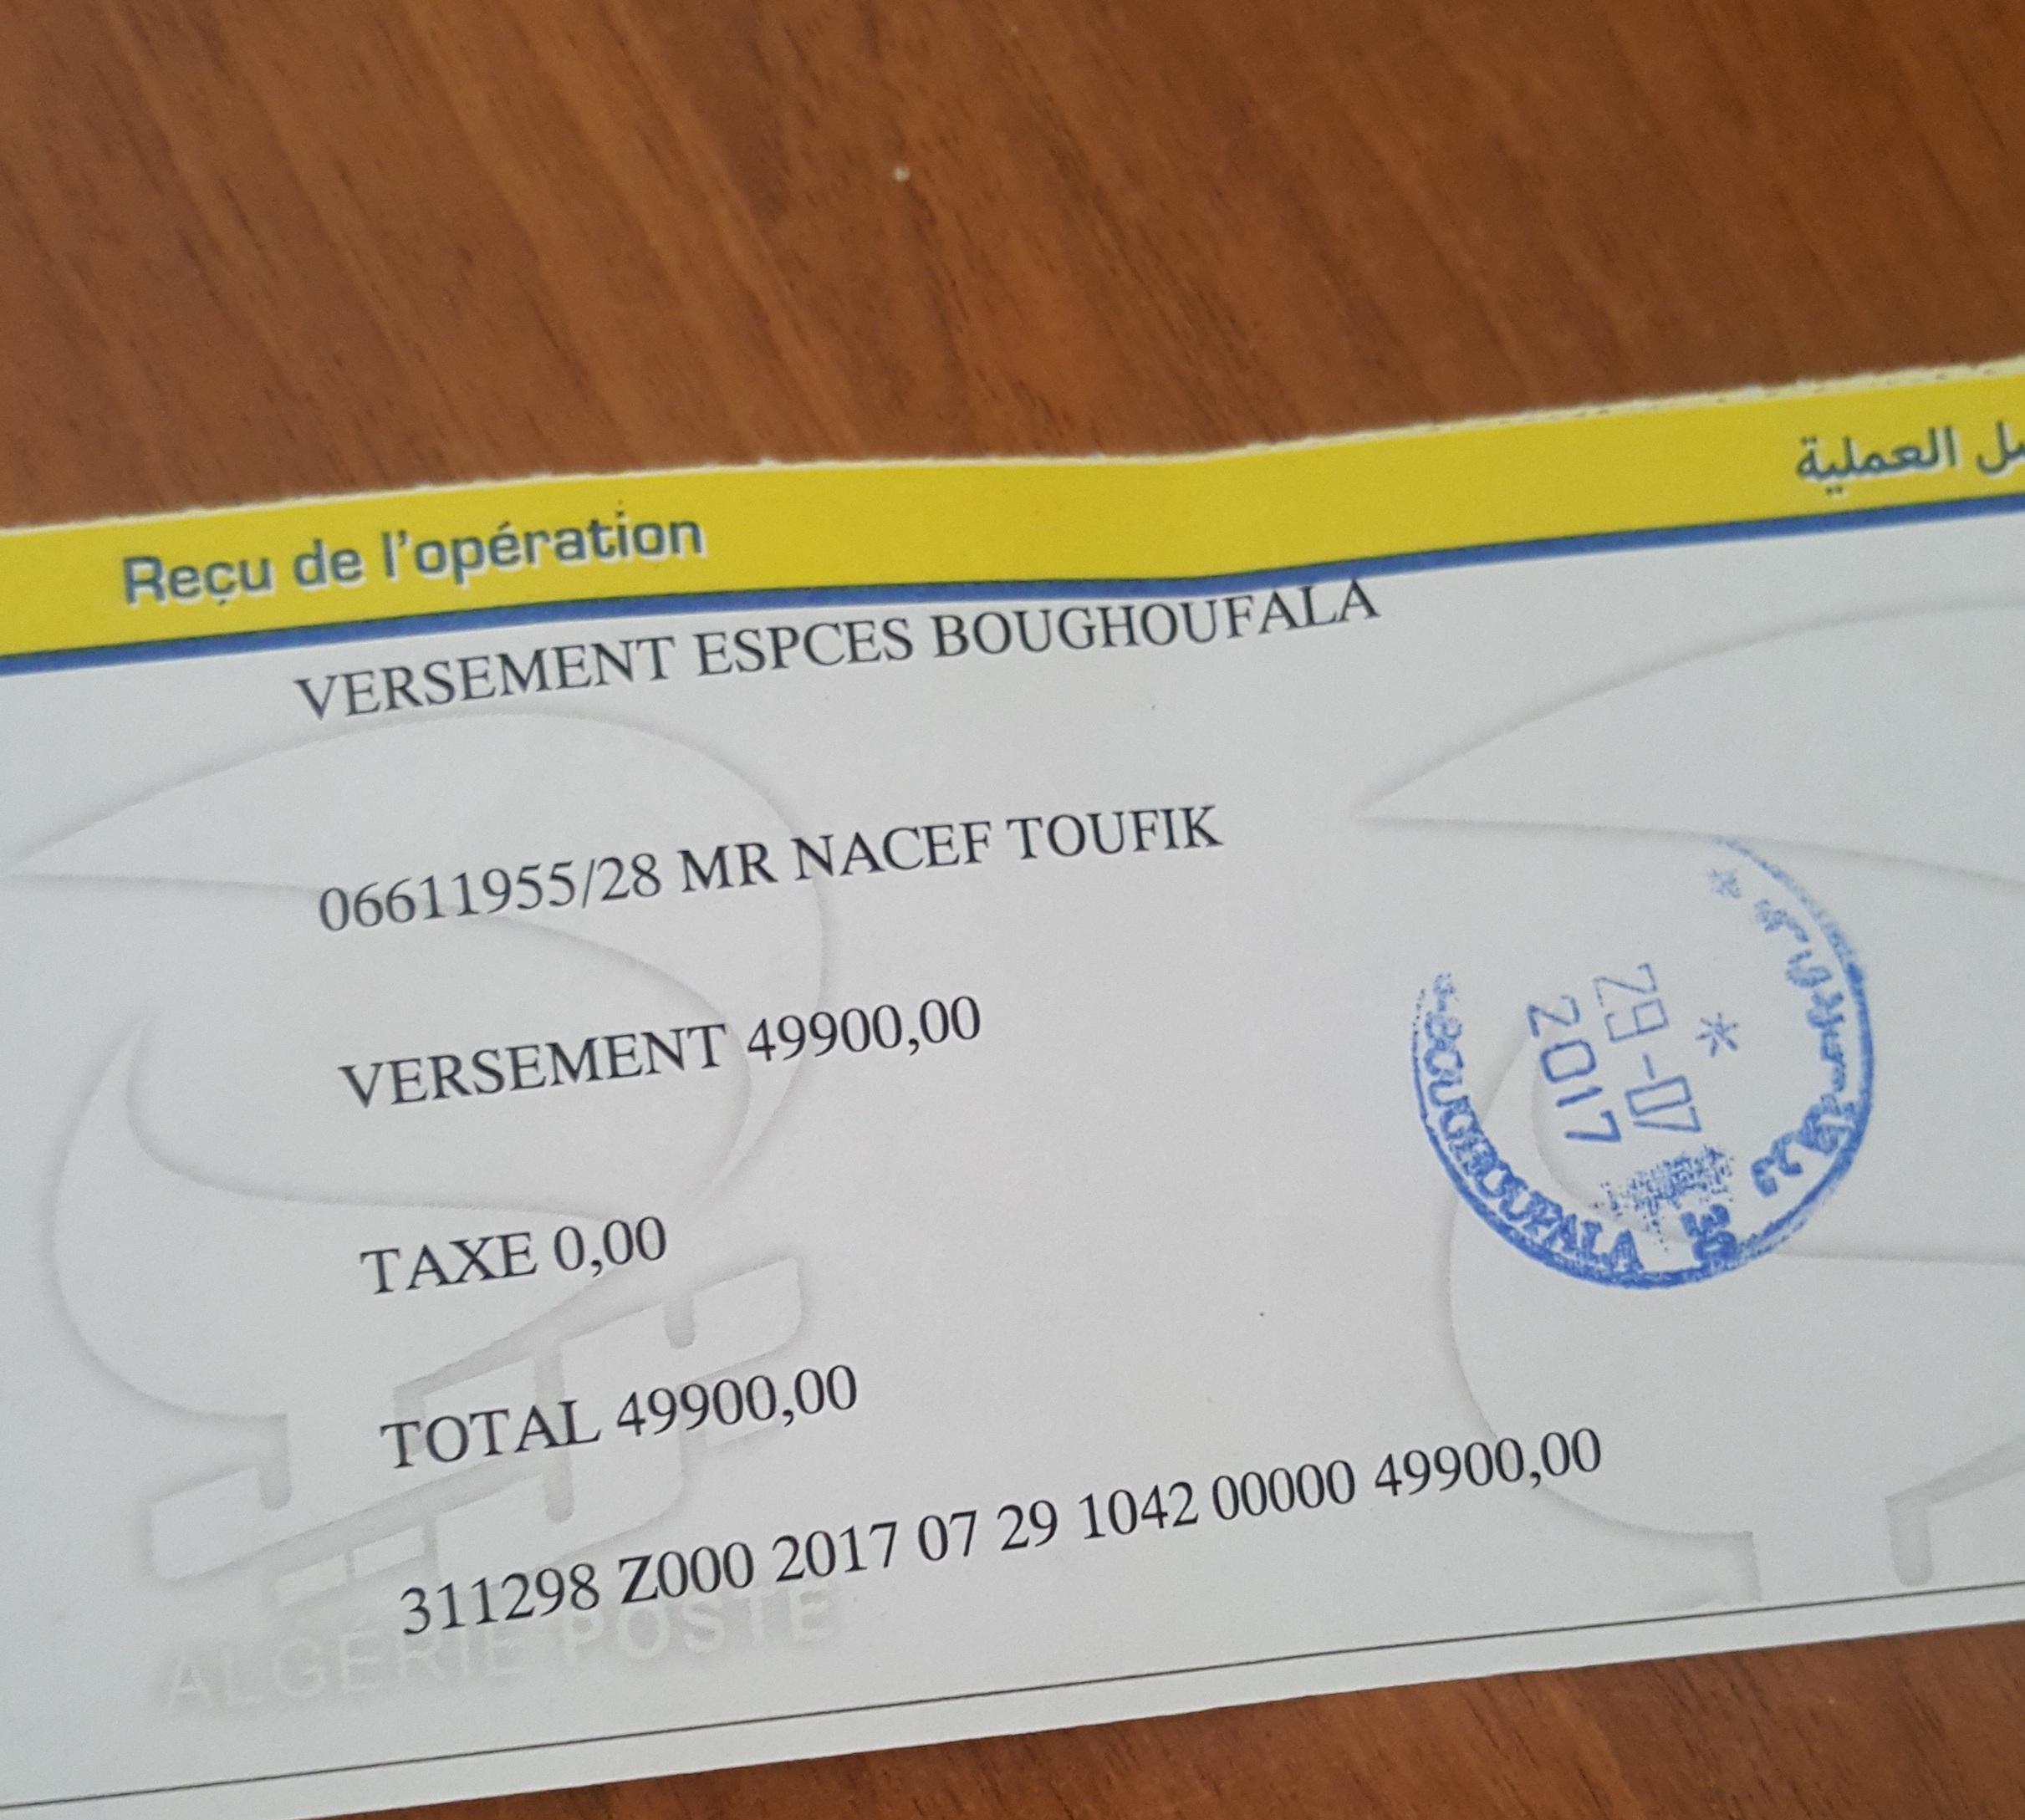 Reçu de l'opération
العملية
VERSEMENT ESPCES BOUGHOUFALA
06611955/28 MR NACEF TOUFIK
VERSEMENT 49900,00
TAXE 0,00
TOTAL 49900,00
311298 Z000 2017 07 29 1042 00000 49900,00
ALGÉRIE POSTE
29-07
2017
BOUGHOUFALA
30